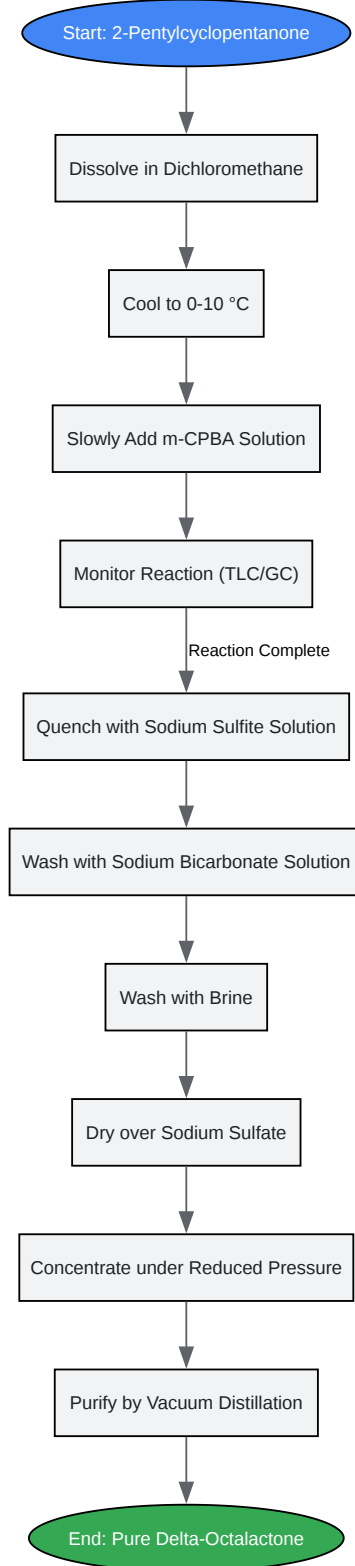 Start: 2-Pentylcyclopentanone
Dissolve in Dichloromethane
Cool to 0-10 °C
Slowly Add m-CPBA Solution
Monitor Reaction (TLC/GC)
Reaction Complete
Quench with Sodium Sulfite Solution
Wash with Sodium Bicarbonate Solution
Wash with Brine
Dry over Sodium Sulfate
Concentrate under Reduced Pressure
Purify by Vacuum Distillation
End: Pure Delta-Octalactone